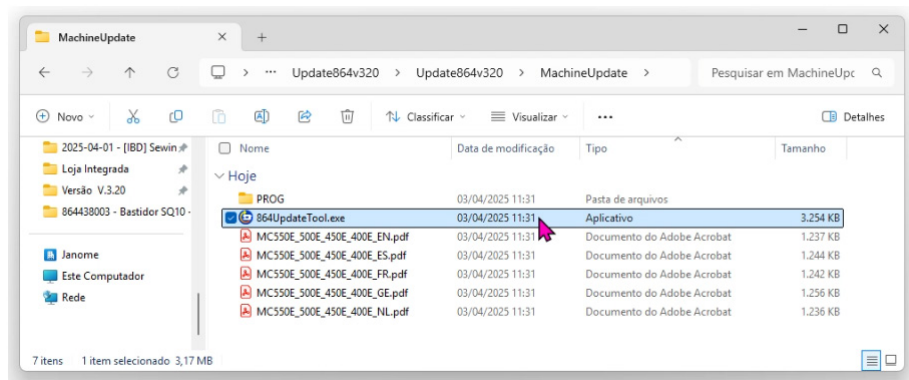 MachineUpdate
Update864v320 > Update864v320 > MachineUpdate >
Pesquisar em MachineUpc
Novo
Classificar
Visualizar
Detalhes
2025-04-01 - [IBD] Sewin
Loja Integrada
Versão V.3.20
864438003 - Bastidor SQ10 -
Janome
Este Computador
Rede
Nome Data de modificação Tipo Tamanho
Hoje
PROG 03/04/2025 11:31 Pasta de arquivos
864UpdateTool.exe 03/04/2025 11:31 Aplicativo 3.254 KB
MC550E_500E_450E_400E_EN.pdf 03/04/2025 11:31 Documento do Adobe Acrobat 1.237 KB
MC550E_500E_450E_400E_ES.pdf 03/04/2025 11:31 Documento do Adobe Acrobat 1.244 KB
MC550E_500E_450E_400E_FR.pdf 03/04/2025 11:31 Documento do Adobe Acrobat 1.242 KB
MC550E_500E_450E_400E_GE.pdf 03/04/2025 11:31 Documento do Adobe Acrobat 1.256 KB
MC550E_500E_450E_400E_NL.pdf 03/04/2025 11:31 Documento do Adobe Acrobat 1.236 KB
7 itens 1 item selecionado 3,17 MB